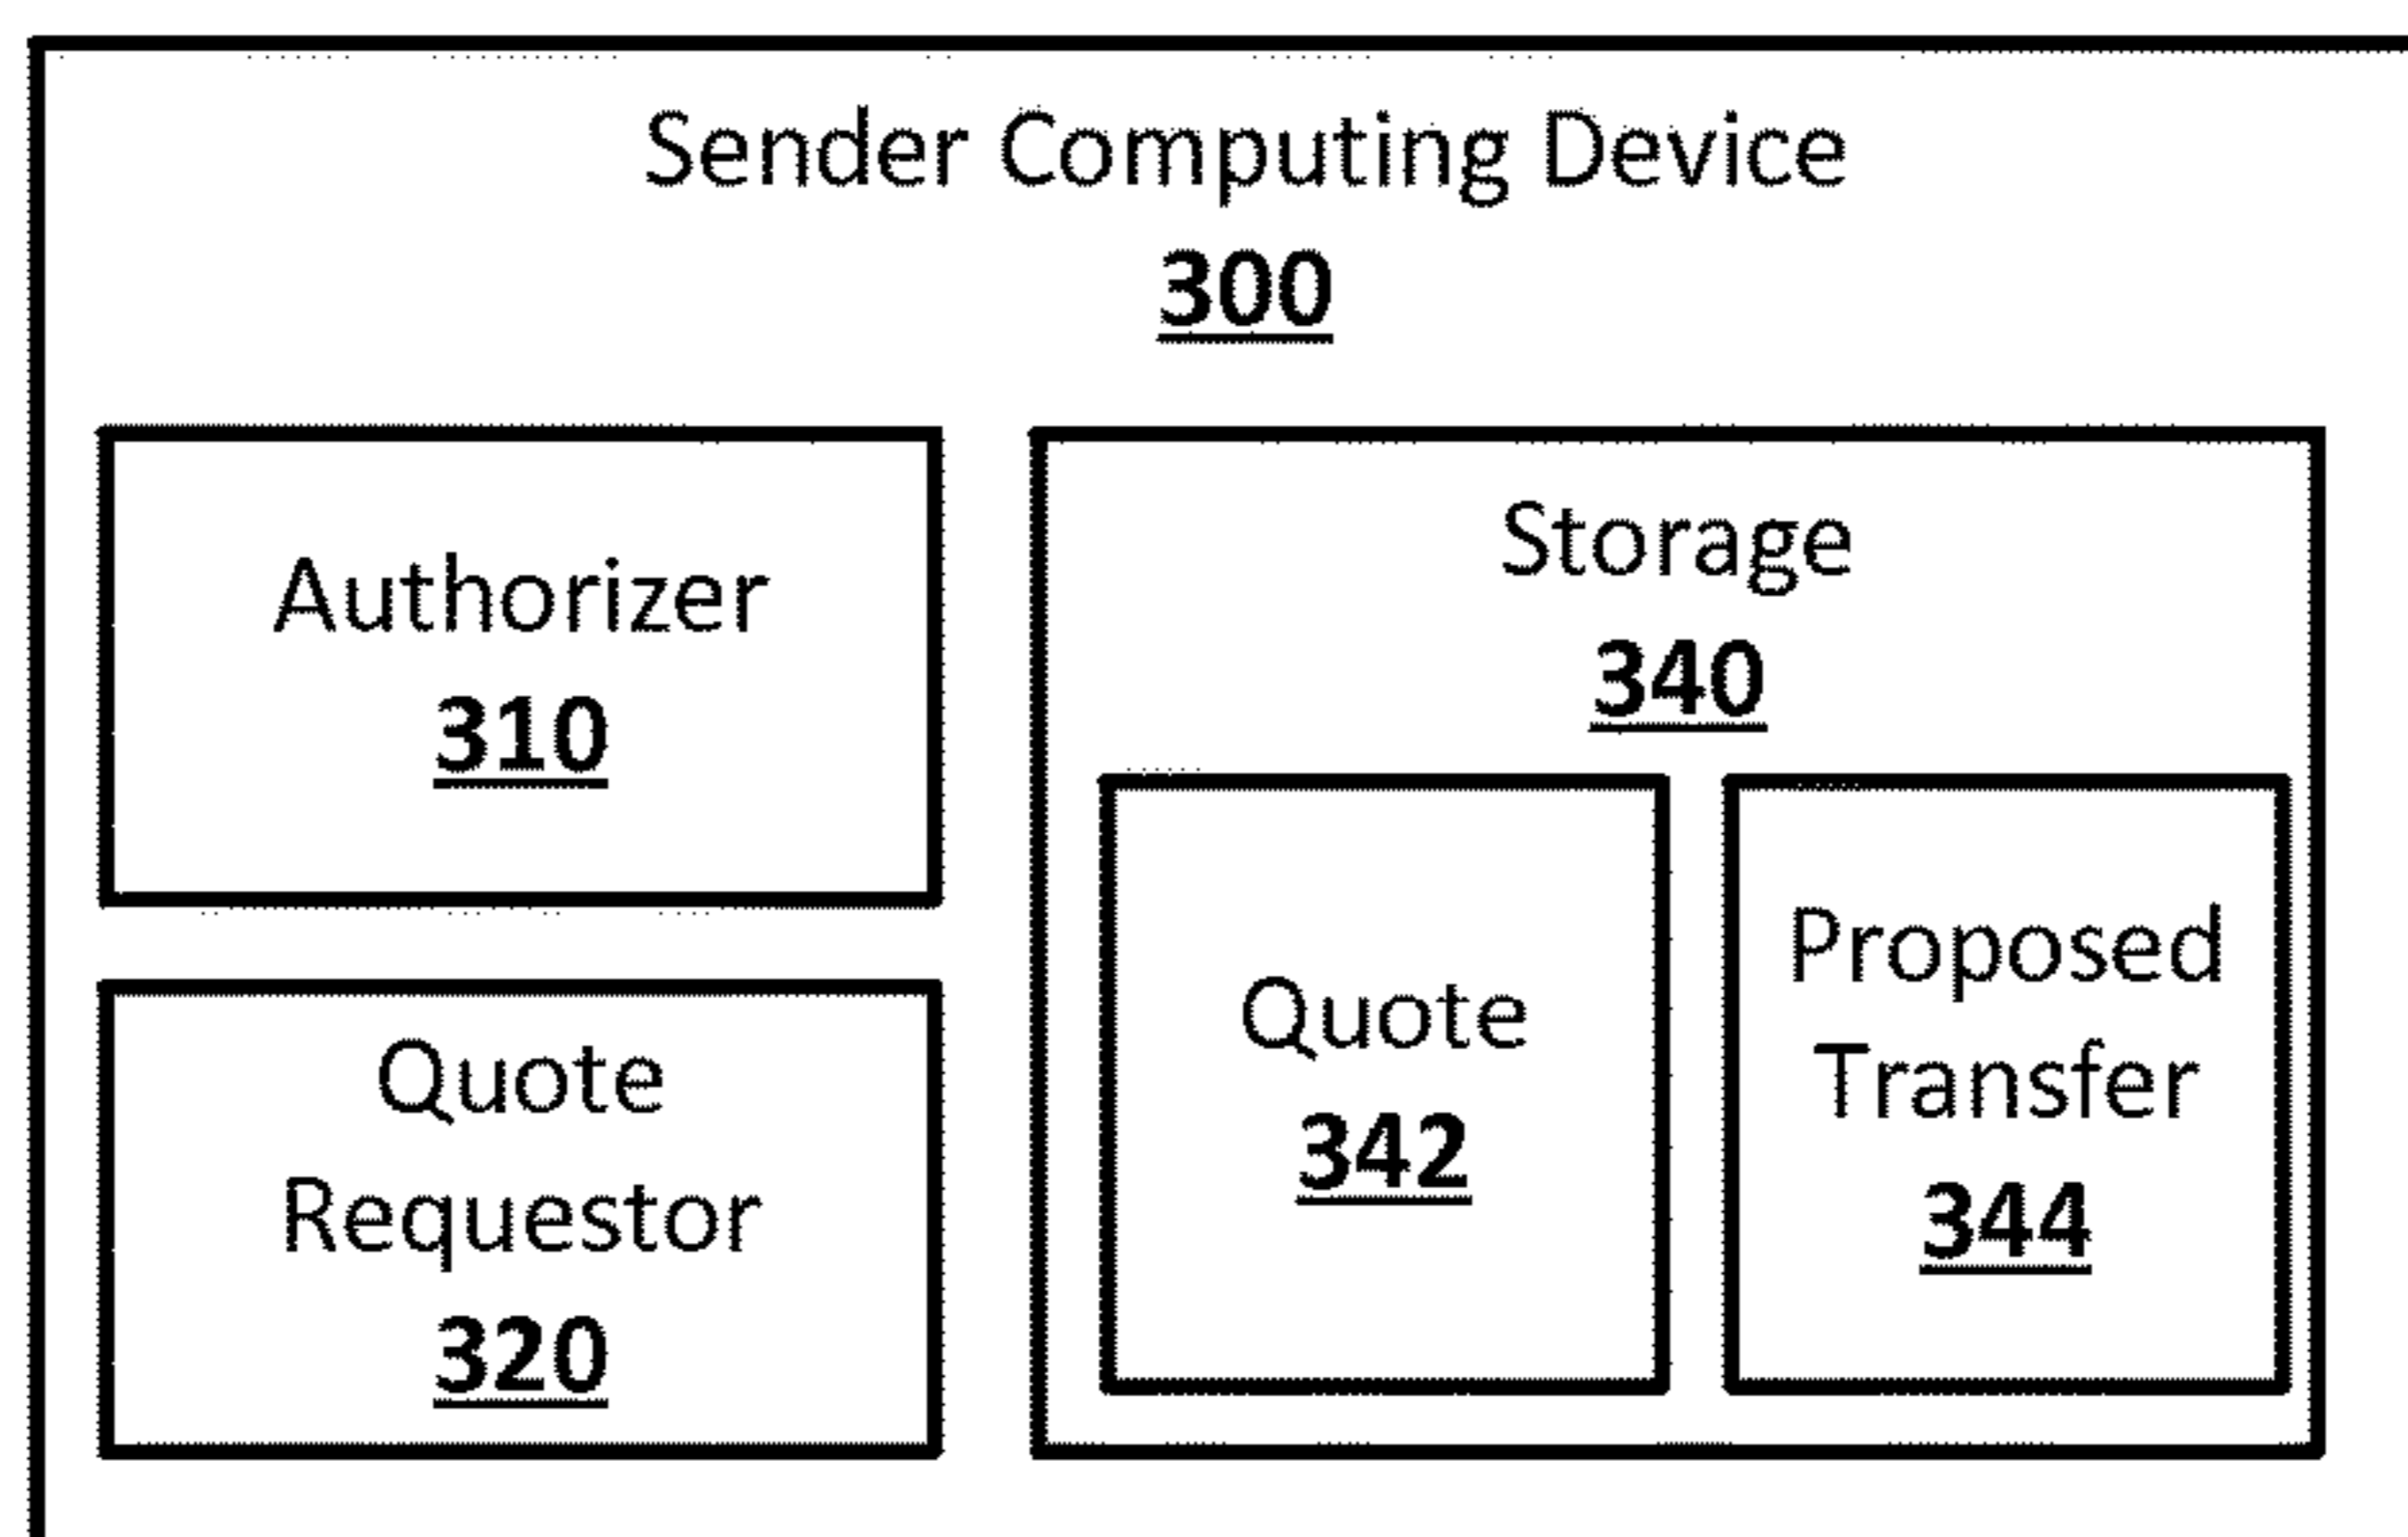 Sender Computing Device
300
Authorizer
310
Quote
Requestor
320
Storage
340
Quote
342
Proposed
Transfer
344